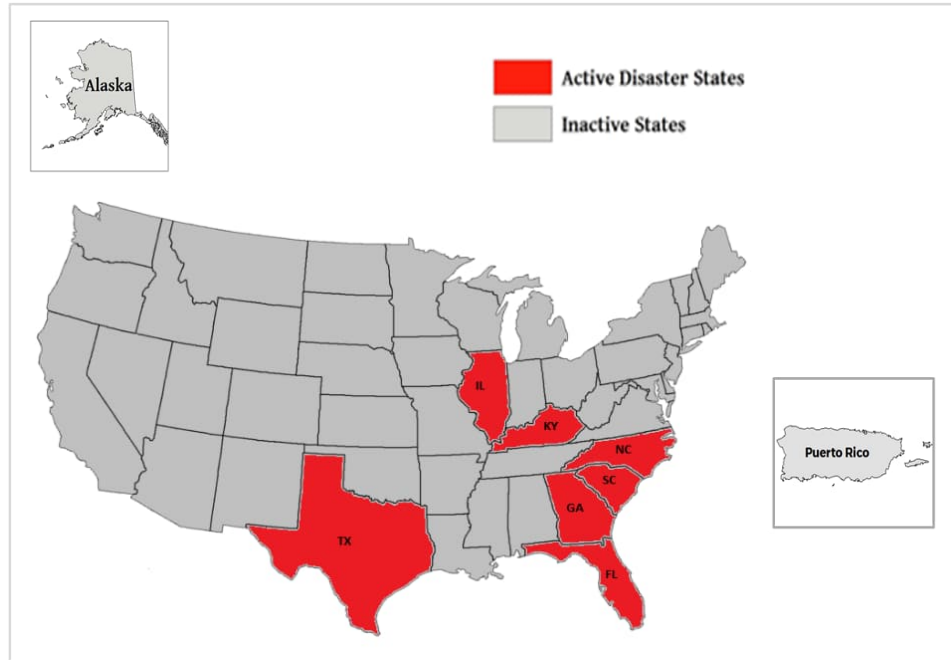 Alaska
Active Disaster States
Inactive States
IL
KY
NC
SC
GA
TX
FL
Puerto Rico